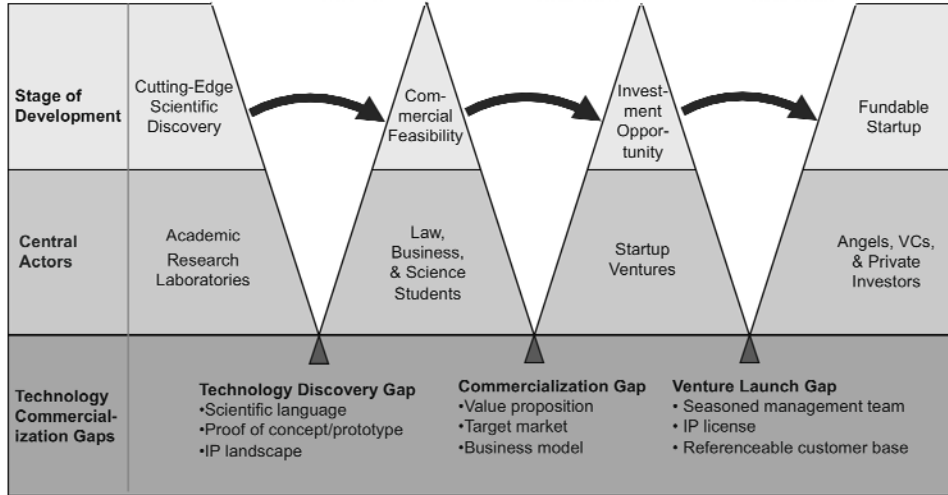 Stage of
Development
Cutting-Edge
Scientific
Discovery
Com-
mercial
Feasibility
Invest-
ment
Oppor-
tunity
Fundable
Startup
Central
Actors
Academic
Research
Laboratories
Law,
Business,
& Science
Students
Startup
Ventures
Angels, VCs,
& Private
Investors
Technology
Commercial-
ization Gaps
Technology Discovery Gap
•Scientific language
•Proof of concept/prototype
•IP landscape
Commercialization Gap
•Value proposition
•Target market
•Business model
Venture Launch Gap
• Seasoned management team
• IP license
• Referenceable customer base